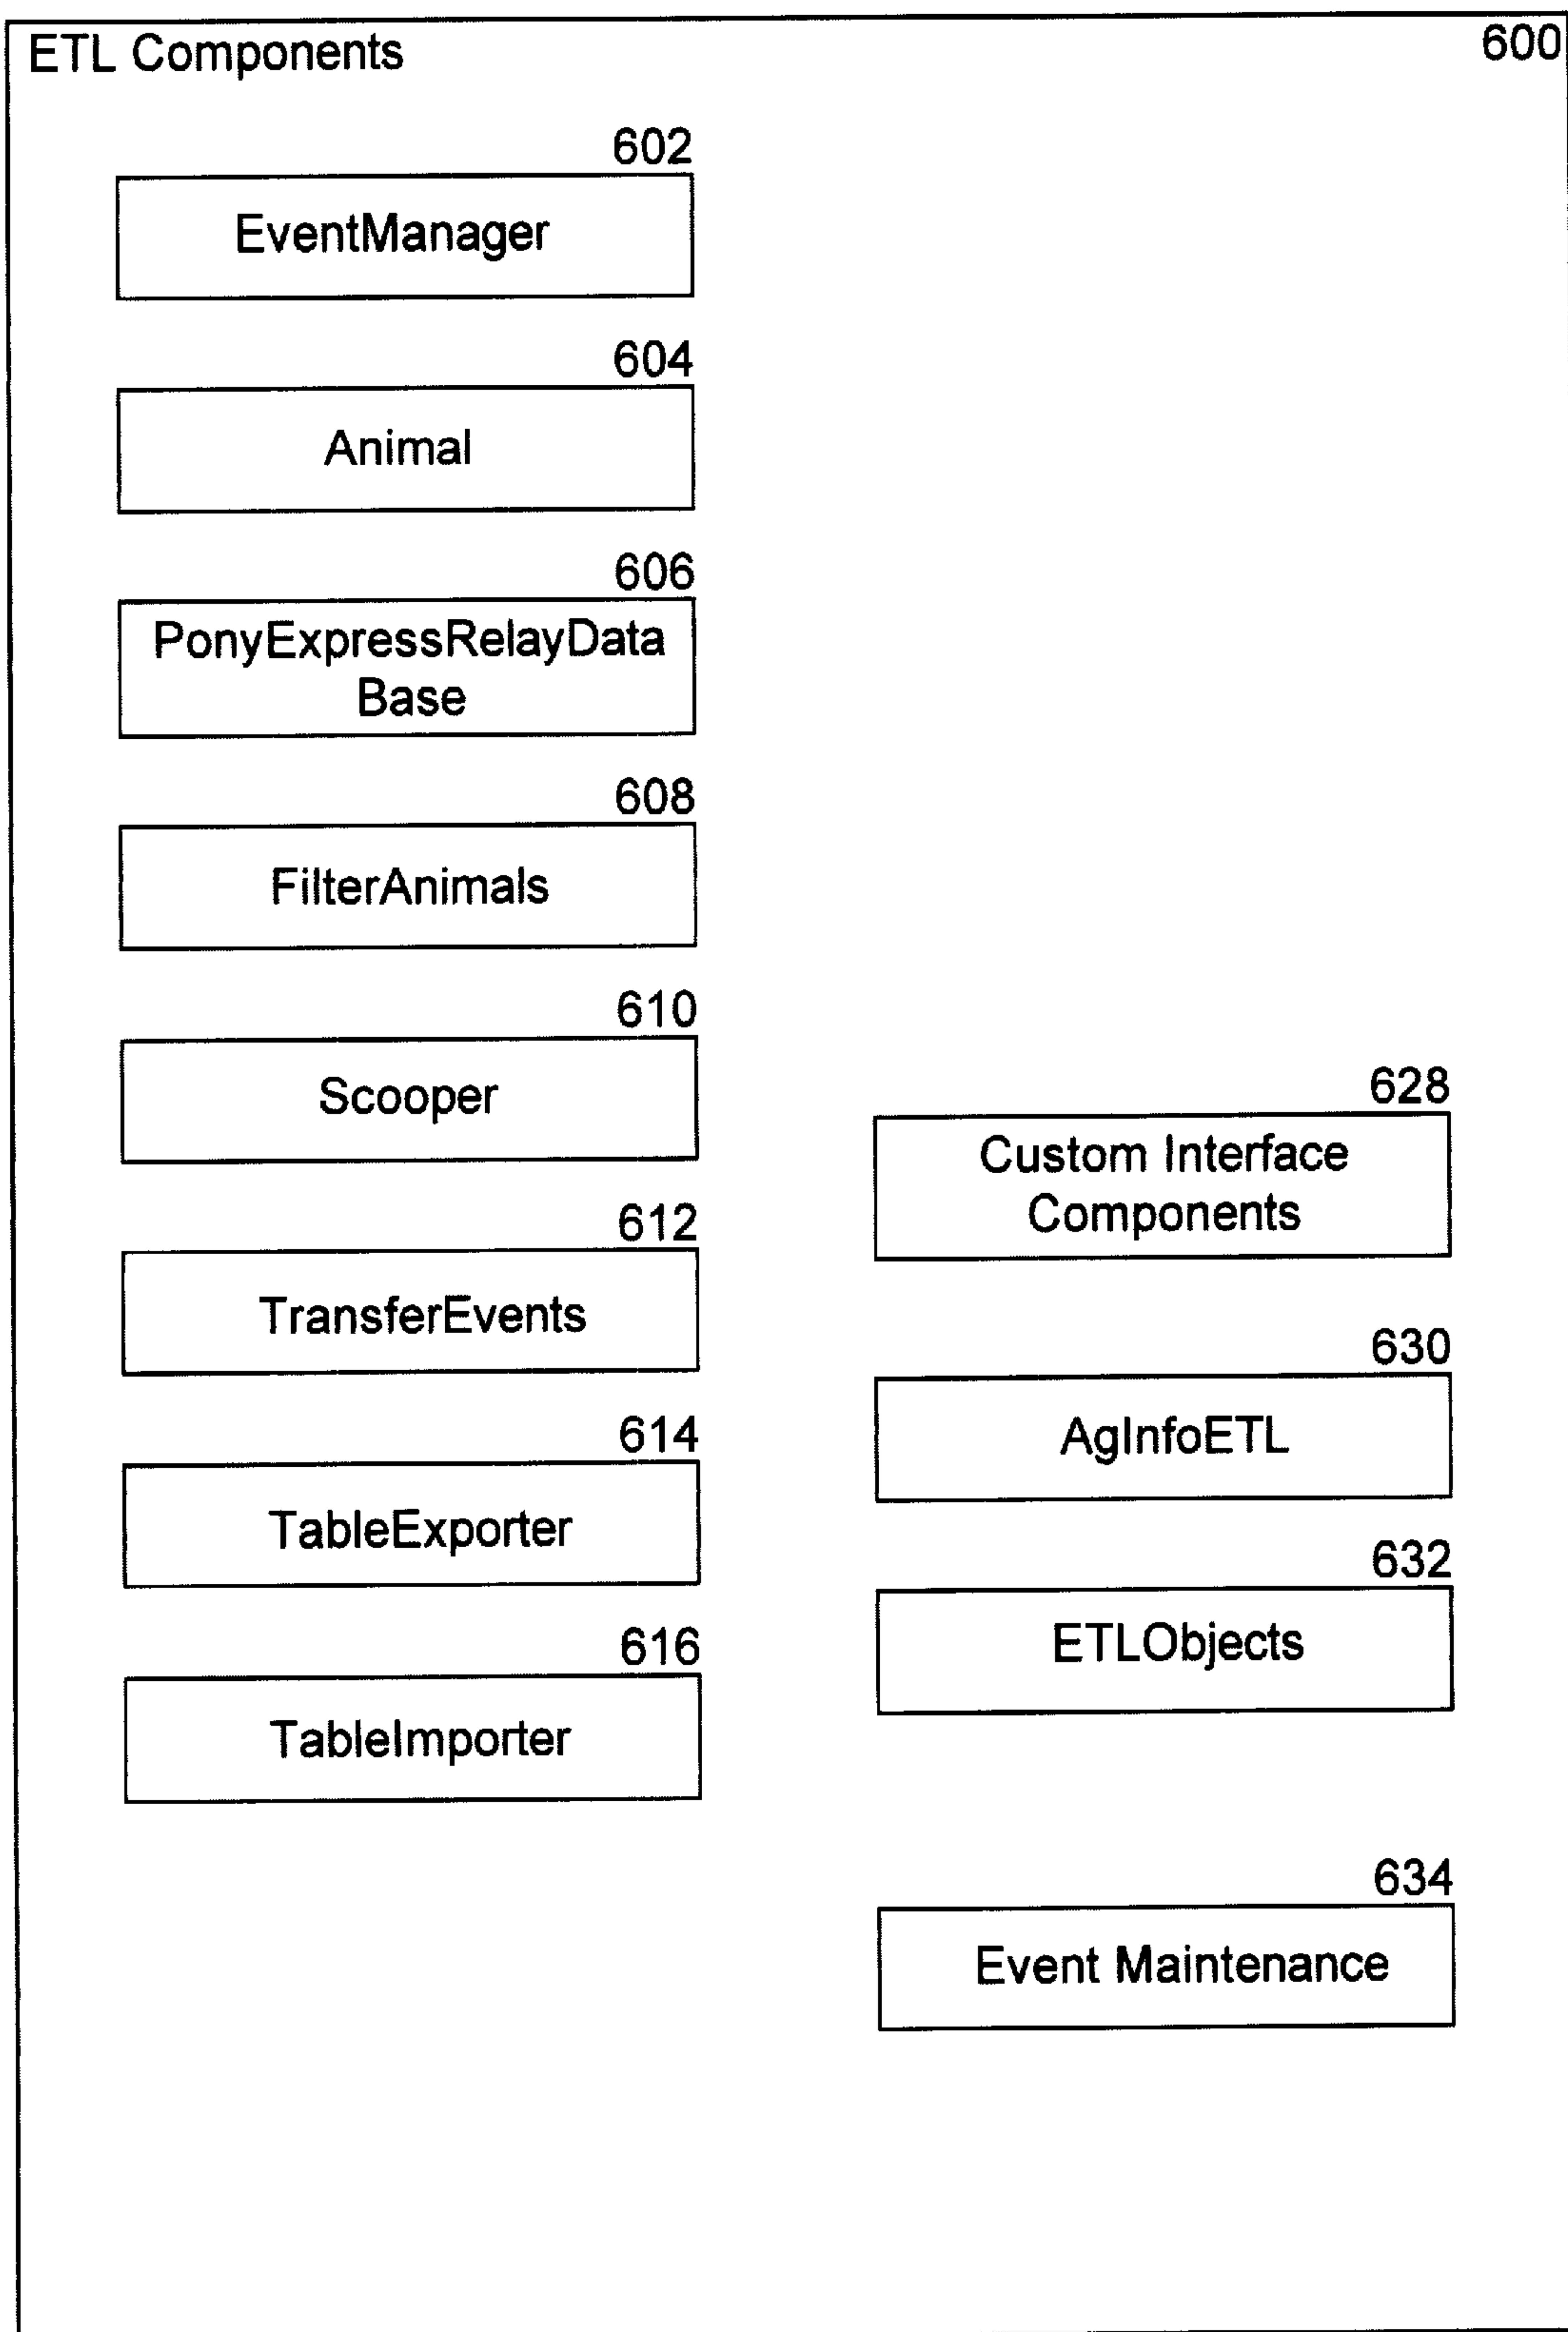 ETL Components
600
602
EventManager
604
Animal
606
PonyExpressRelayData
Base
608
FilterAnimals
610
Scooper
612
TransferEvents
614
TableExporter
616
TableImporter
628
Custom Interface
Components
630
AgInfoETL
632
ETLObjects
634
Event Maintenance